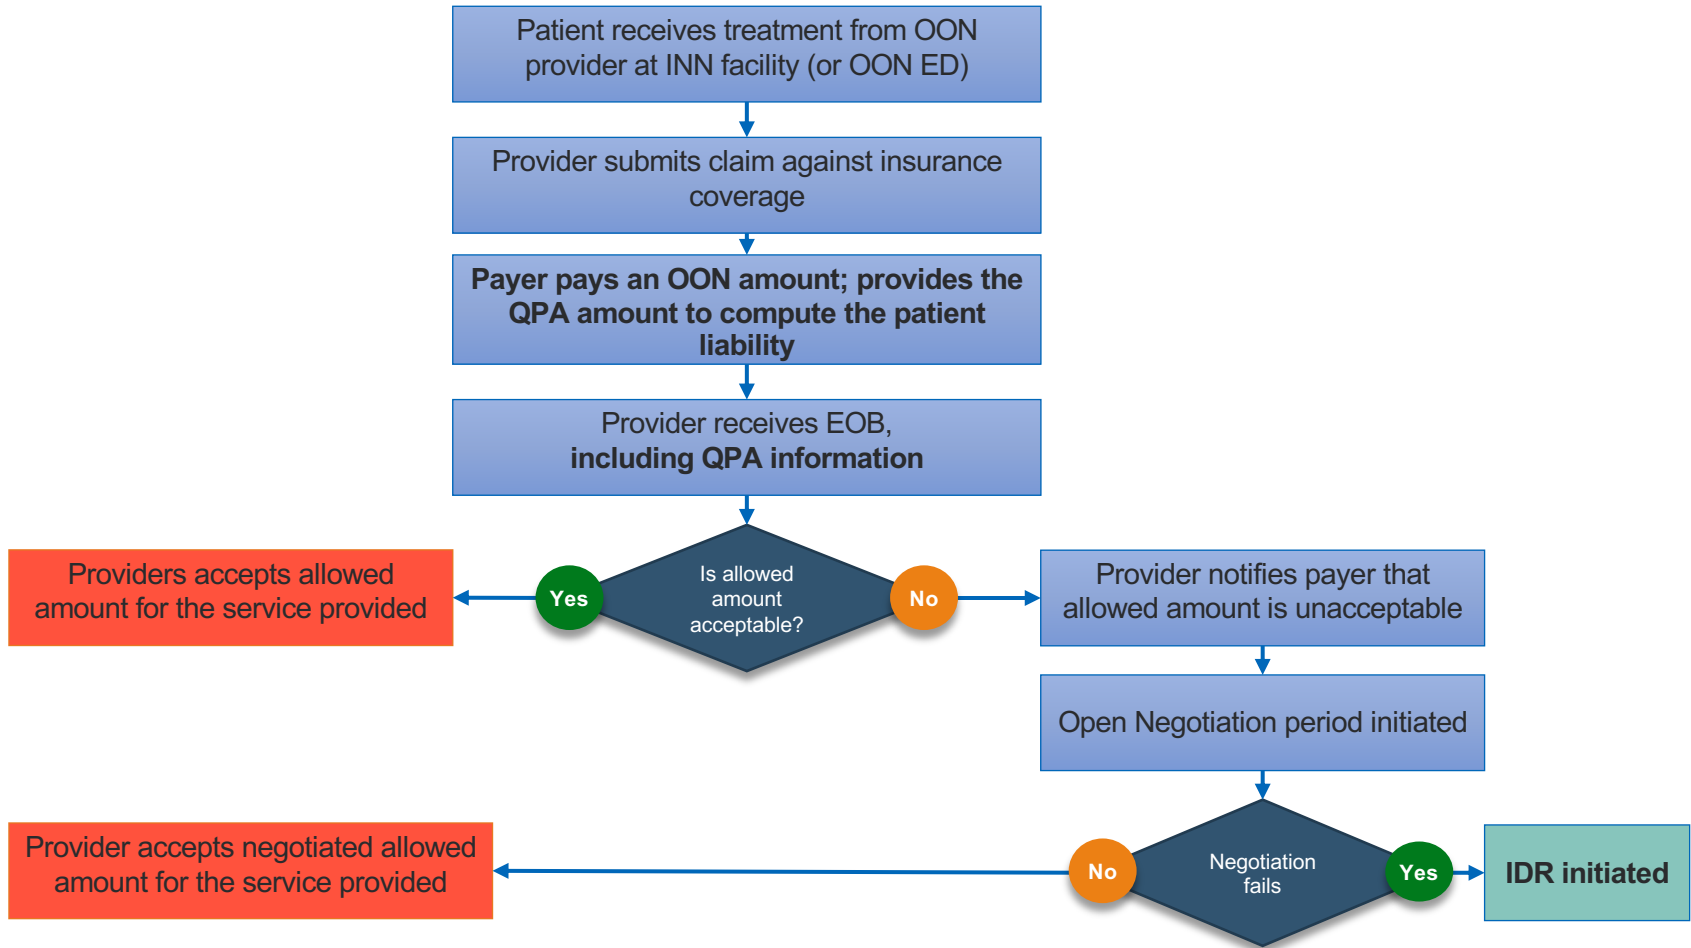 Patient receives treatment from OON
provider at INN facility (or OON ED)
Provider submits claim against insurance
coverage
Payer pays an OON amount; provides the
QPA amount to compute the patient
liability
Provider receives EOB,
including QPA information
Is allowed
amount
acceptable?
Yes
No
Providers accepts allowed
amount for the service provided
Provider notifies payer that
allowed amount is unacceptable
Open Negotiation period initiated
Negotiation
fails
No
Yes
Provider accepts negotiated allowed
amount for the service provided
IDR initiated